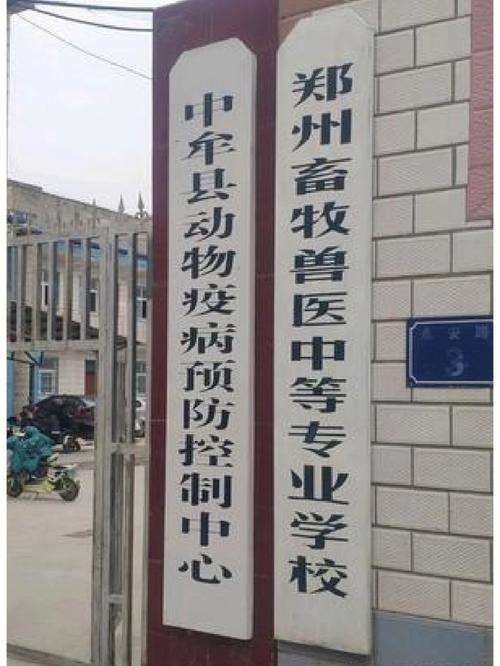 郑州畜牧兽医中等专业学校
中牟县动物疫病预防控制中心
3